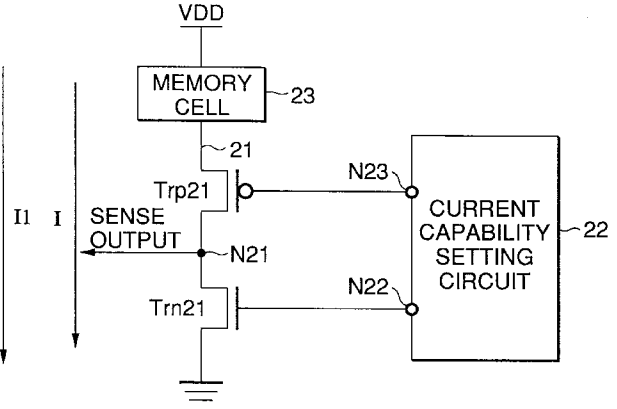 VDD
MEMORY
CELL
23
21
Trp21
N23
I1
I
SENSE
OUTPUT
N21
CURRENT
CAPABILITY
SETTING
CIRCUIT
22
Trn21
N22